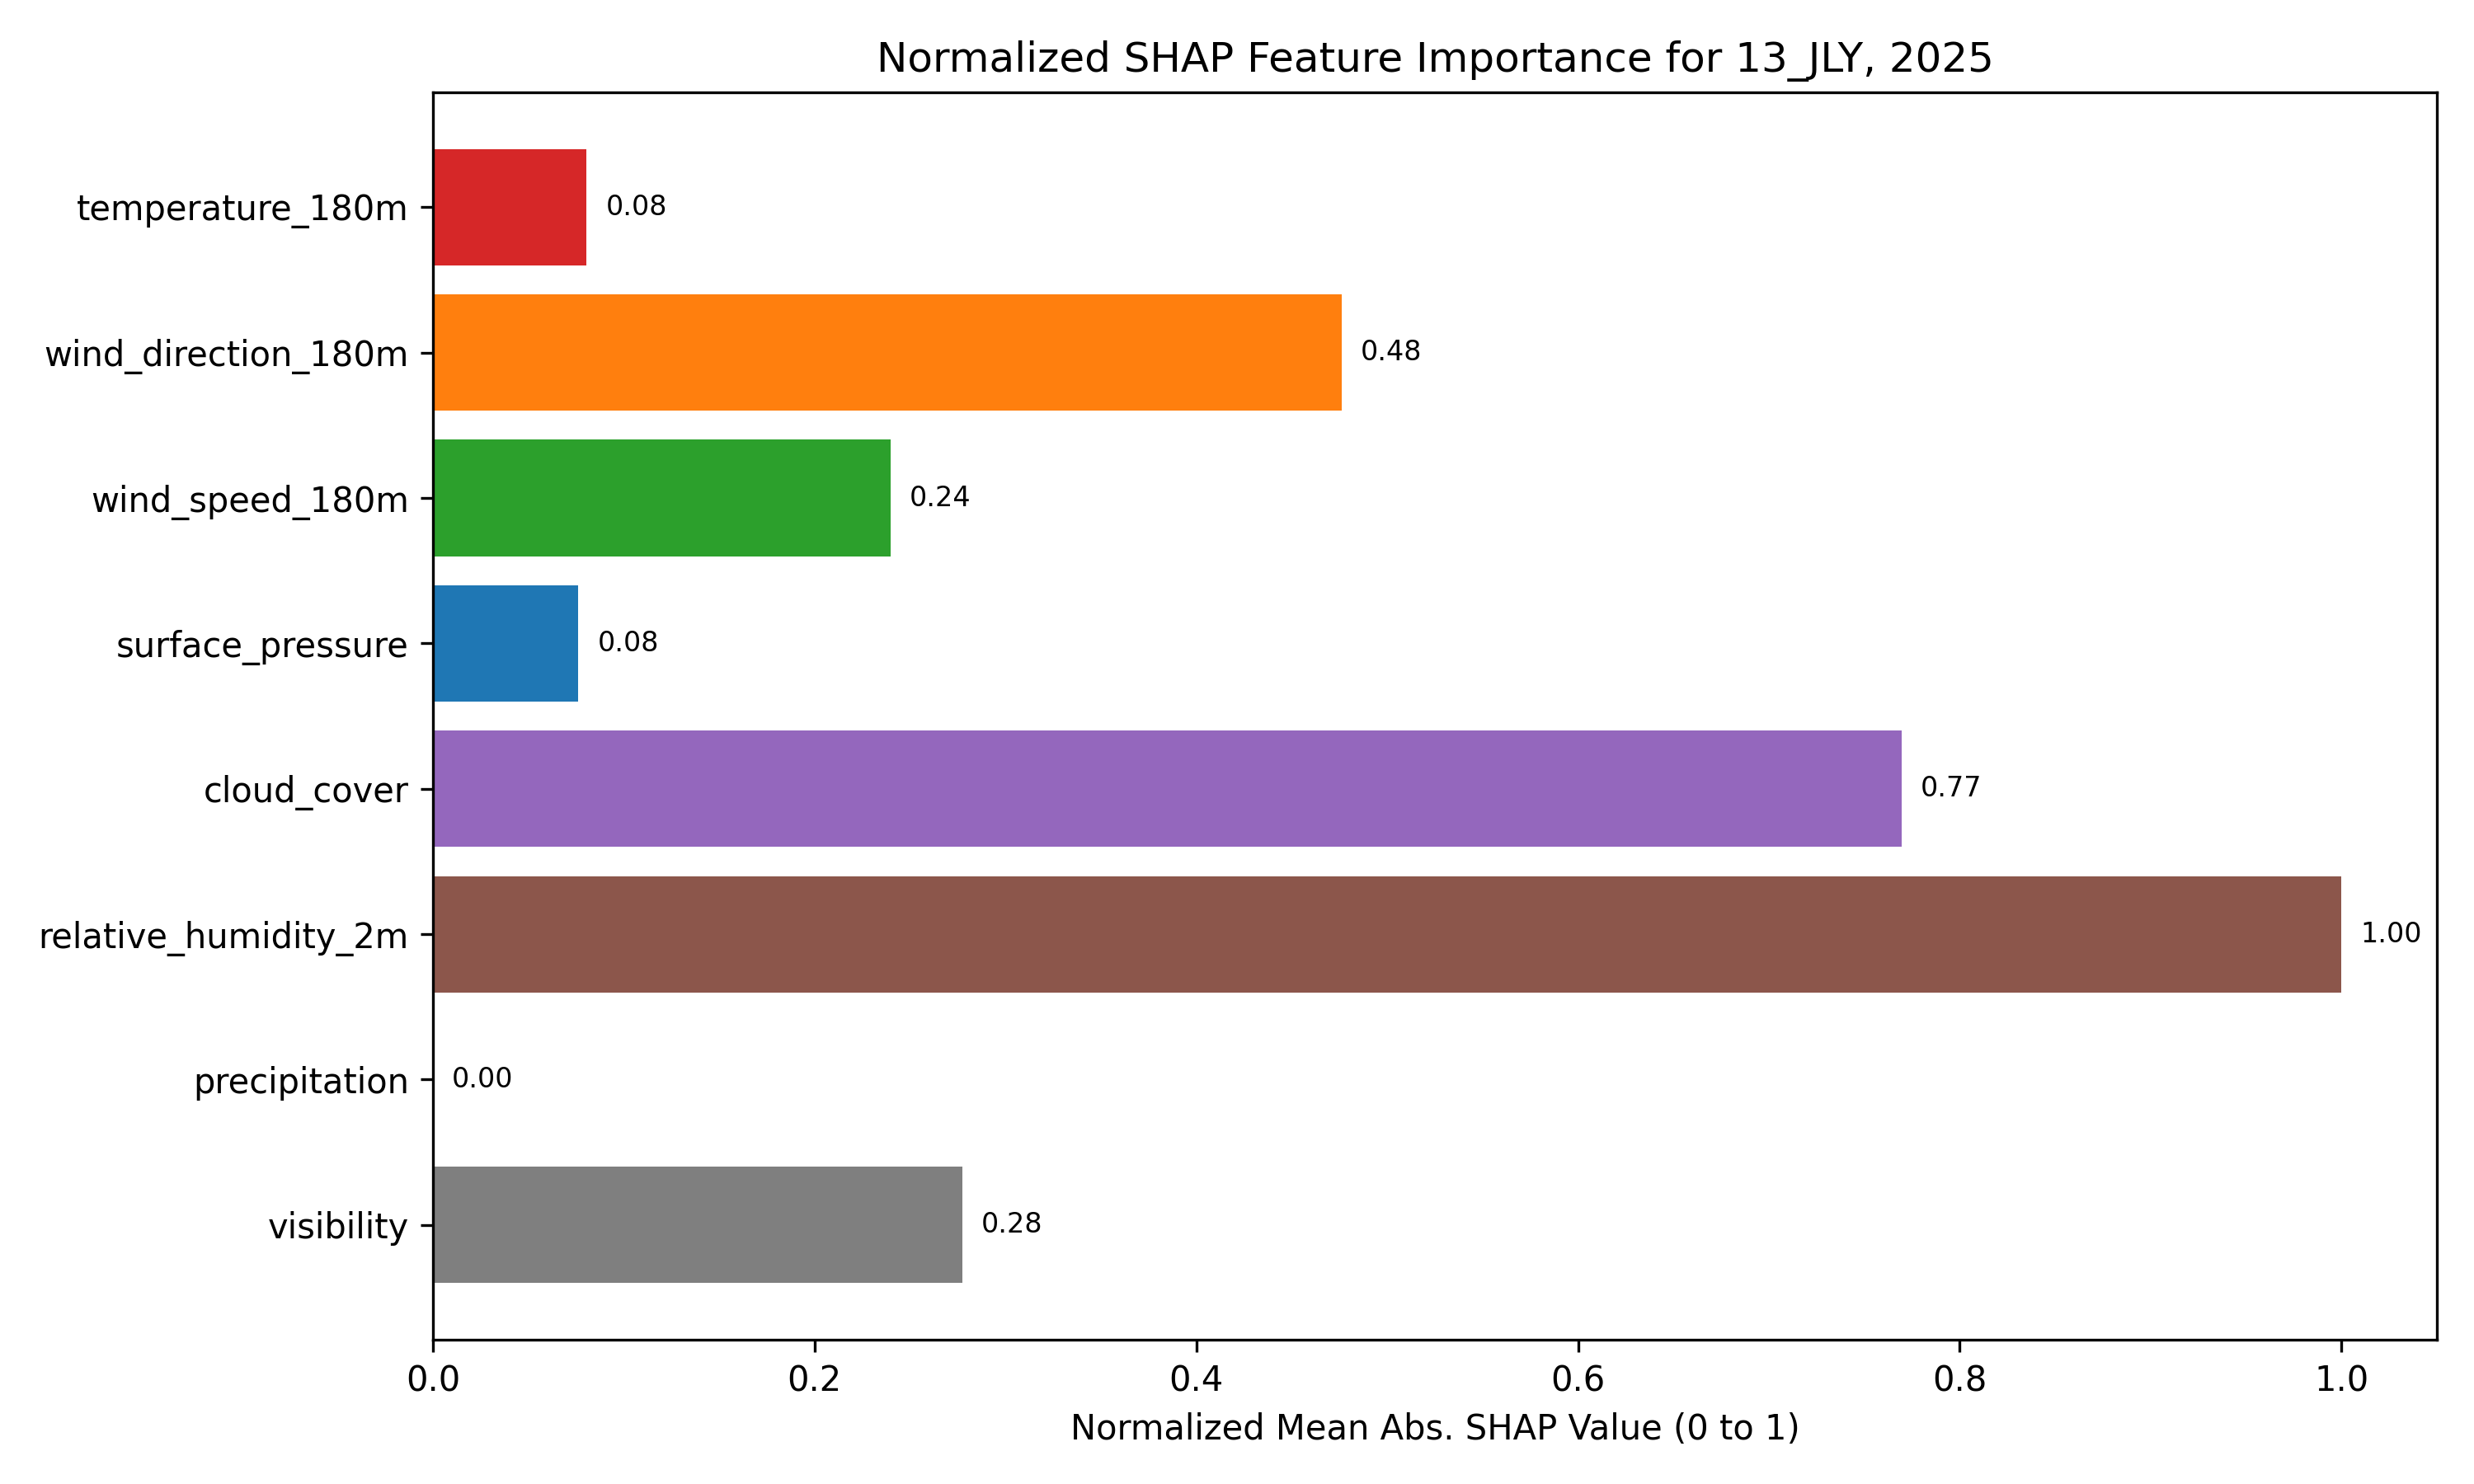 Normalized SHAP Feature Importance for 13_JLY, 2025
temperature_180m 0.08
wind_direction_180m 0.48
wind_speed_180m 0.24
surface_pressure 0.08
cloud_cover 0.77
relative_humidity_2m 1.00
precipitation 0.00
visibility 0.28
0.0 0.2 0.4 0.6 0.8 1.0
Normalized Mean Abs. SHAP Value (0 to 1)